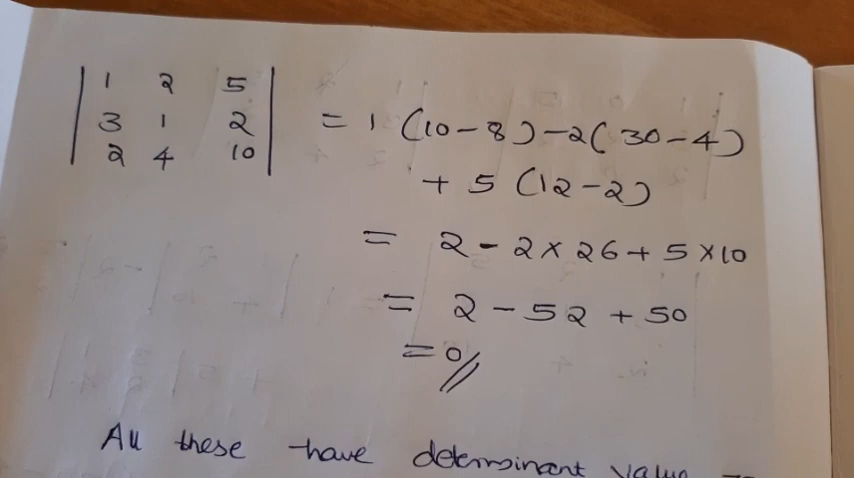 | 1 2 5 | = 1 (10-8)-2(30-4)
| 3 1 2 |
| 2 4 10 |
+ 5 (12-2)
= 2 - 2×26+5×10
= 2 - 52 + 50
= 0//
All these have determinant value